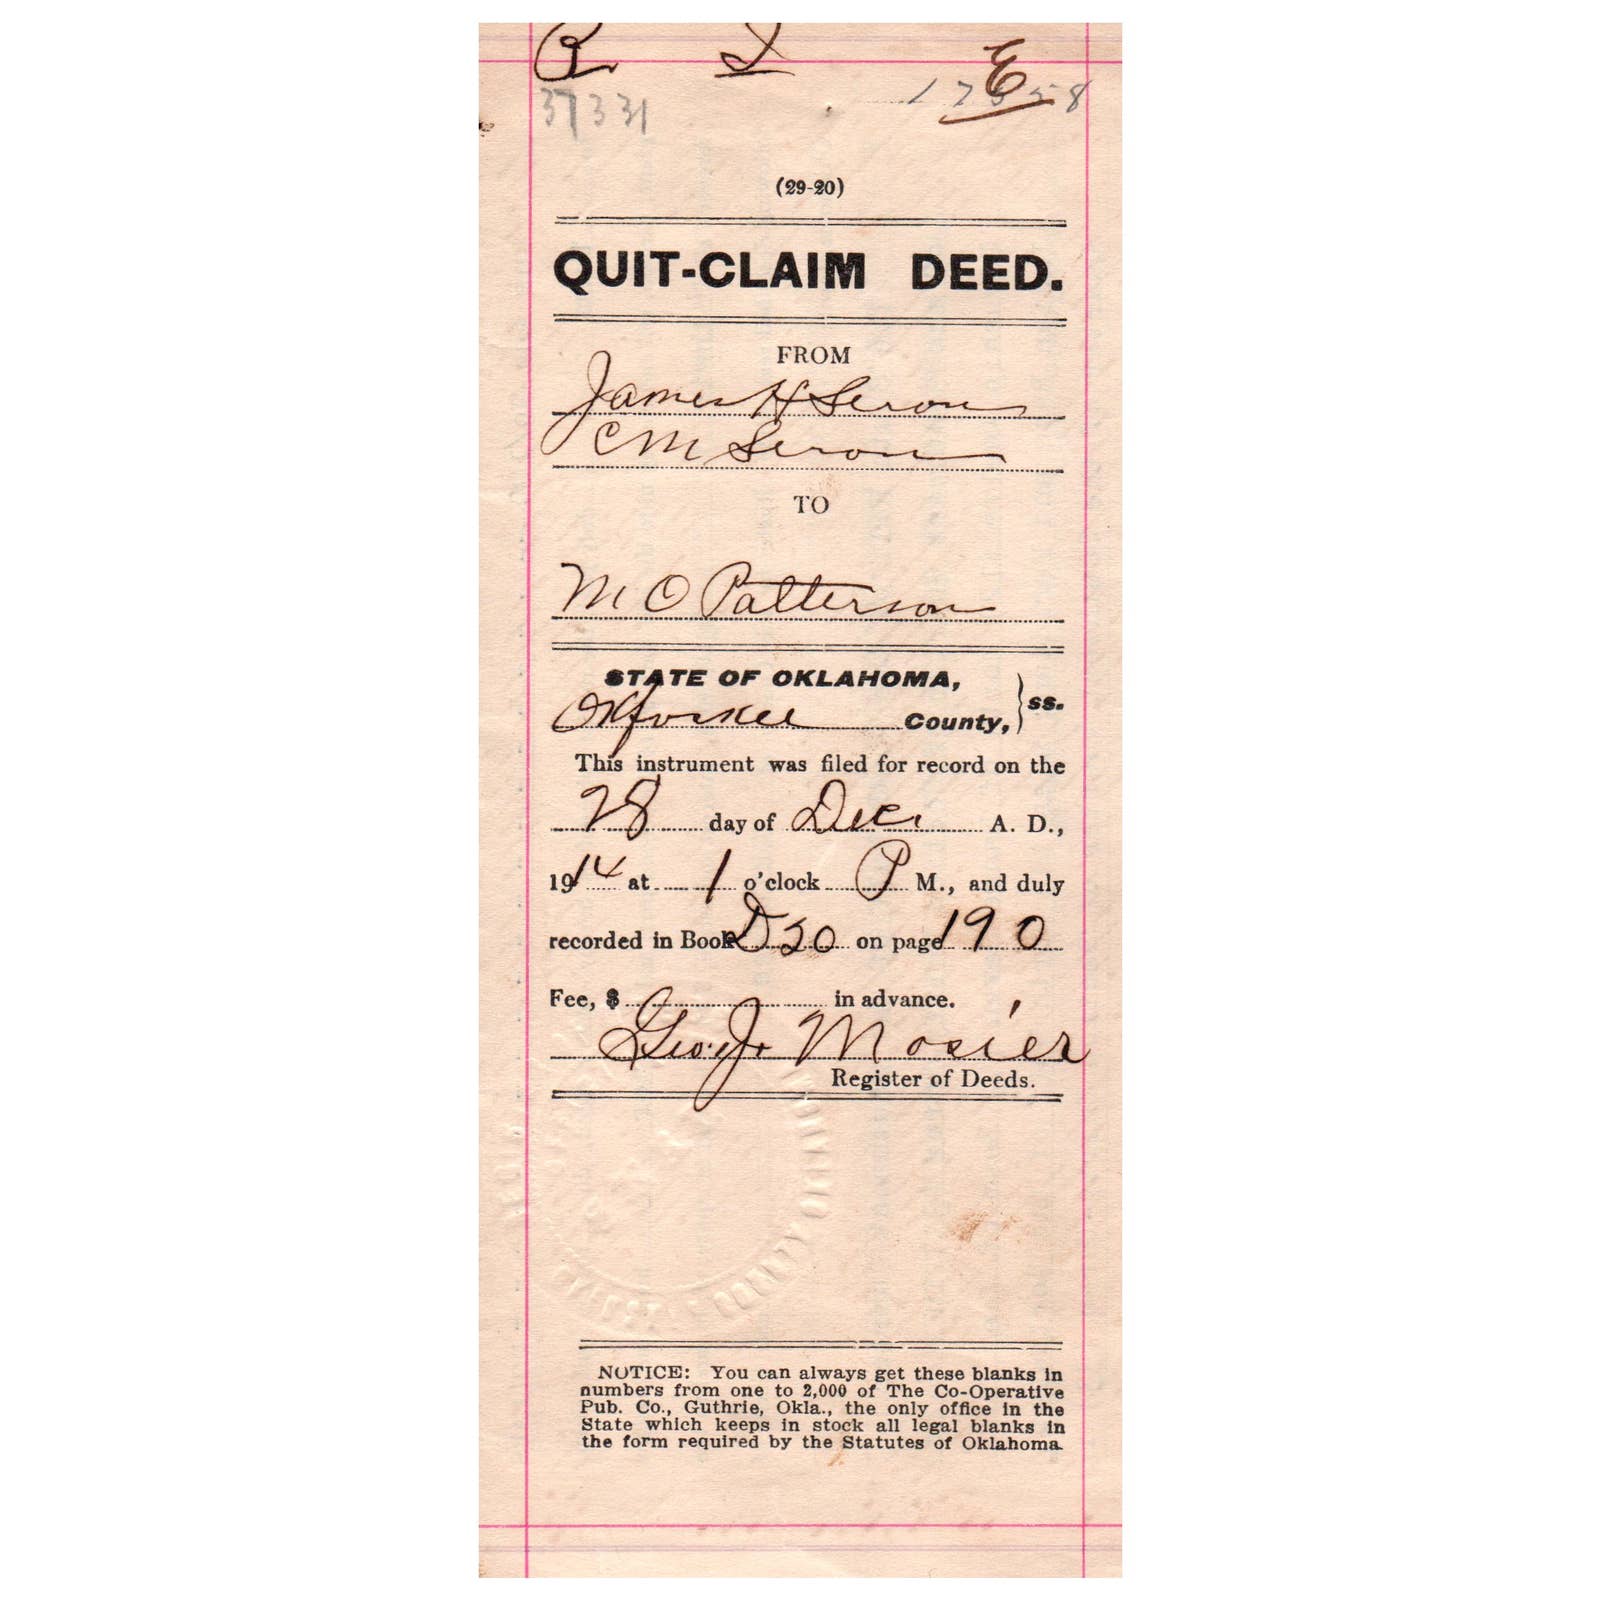 R I E
37331
(29-20)
QUIT-CLAIM DEED.
FROM
James H Serou
C M Serou
TO
M O Patterson
STATE OF OKLAHOMA,
Okfuskee County, } ss.
This instrument was filed for record on the
28 day of Dec. A. D.,
1914 at 1 o'clock P M., and duly
recorded in Book D20 on page 190
Fee, $ in advance.
Geo. J. Mosier
Register of Deeds.
NOTICE: You can always get these blanks in
numbers from one to 2,000 of The Co-Operative
Pub. Co., Guthrie, Okla., the only office in the
State which keeps in stock all legal blanks in
the form required by the Statutes of Oklahoma.